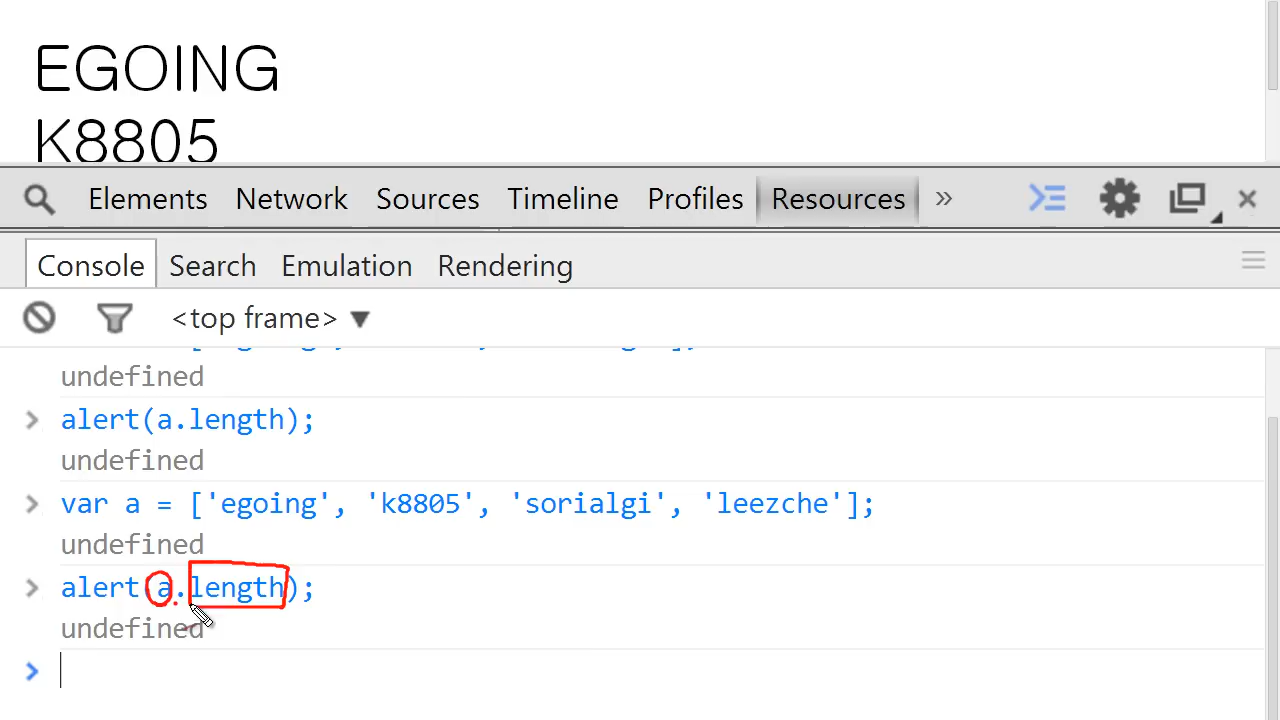 EGOING
K8805
Elements Network Sources Timeline Profiles Resources »
Console Search Emulation Rendering
<top frame> ▼
undefined
> alert(a.length);
undefined
> var a = ['egoing', 'k8805', 'sorialgi', 'leezche'];
undefined
> alert(a.length);
undefined
>